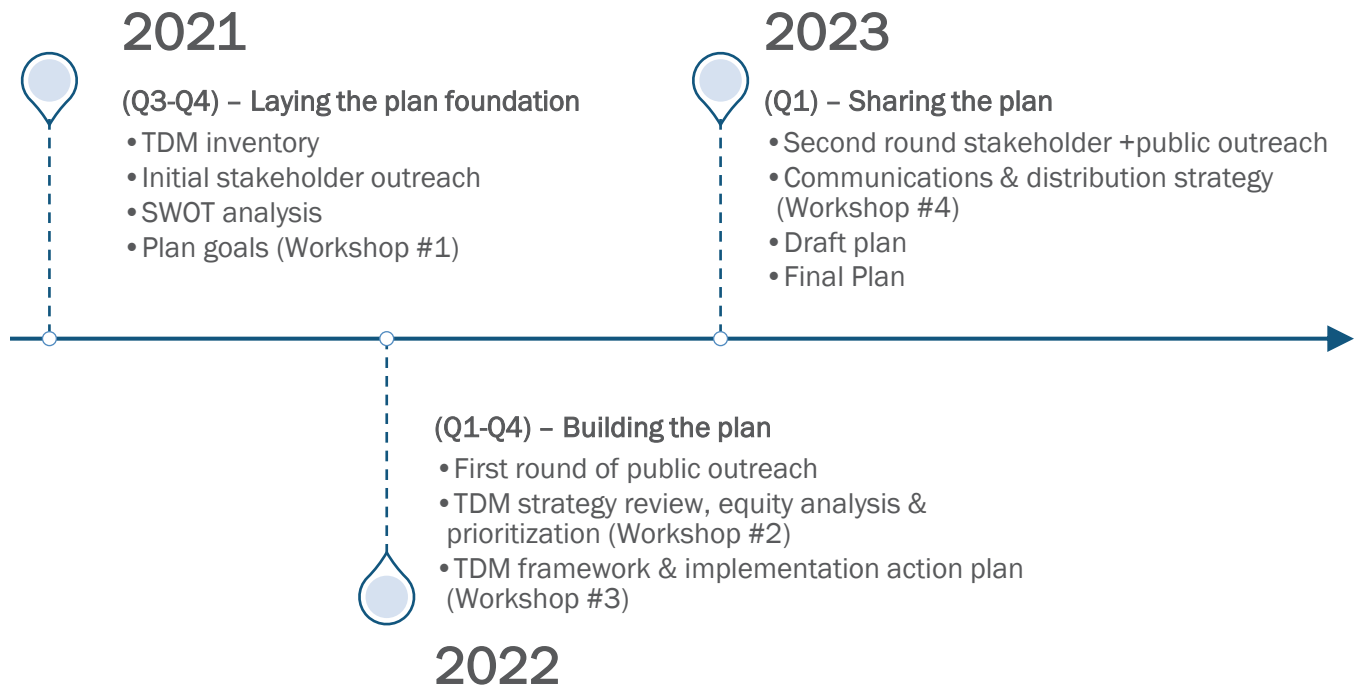 2021
(Q3-Q4) – Laying the plan foundation
•TDM inventory
•Initial stakeholder outreach
•SWOT analysis
•Plan goals (Workshop #1)
2023
(Q1) – Sharing the plan
•Second round stakeholder +public outreach
•Communications & distribution strategy
(Workshop #4)
•Draft plan
•Final Plan
(Q1-Q4) – Building the plan
•First round of public outreach
•TDM strategy review, equity analysis &
prioritization (Workshop #2)
•TDM framework & implementation action plan
(Workshop #3)
2022